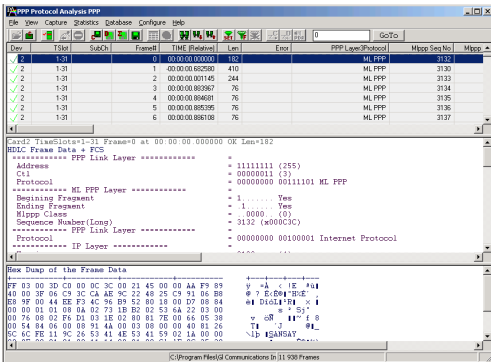 PPP Protocol Analysis PPP
File View Capture Statistics Database Configure Help
0 GoTo
Dev TSlot SubCh Frame# TIME (Relative) Len Error PPP Layer3Protocol Mlppp Seq No Mlppp
2 1-31 0 00:00:00.000000 182 ML PPP 3132
2 1-31 1 -00:00:00.682580 410 ML PPP 3130
2 1-31 2 00:00:00.001145 244 ML PPP 3133
2 1-31 3 00:00:00.883967 76 ML PPP 3134
2 1-31 4 00:00:00.884681 76 ML PPP 3135
2 1-31 5 00:00:00.885395 76 ML PPP 3136
2 1-31 6 00:00:00.886108 76 ML PPP 3137
Card2 TimeSlots=1-31 Frame=0 at 00:00:00.000000 OK Len=182
HDLC Frame Data + FCS
============ PPP Link Layer ============ =
Address = 11111111 (255)
Ctl = 00000011 (3)
Protocol = 00000000 00111101 ML PPP
============ ML PPP Layer ============ =
Begining Fragment = 1....... Yes
Ending Fragment = .1...... Yes
Mlppp Class = ..0000.. (0)
Sequence Number(Long) = 3132 (x000C3C)
============ PPP Link Layer ============ =
Protocol = 00000000 00100001 Internet Protocol
============ IP Layer ============ =
Hex Dump of the Frame Data
FF 03 00 3D C0 00 0C 3C 00 21 45 00 00 AA F9 89
40 00 3F 06 C9 3C CA AE 9C 22 48 25 C9 91 06 B8
E8 9F 00 44 EE F3 4C 96 B9 52 80 18 00 D7 08 84
00 00 01 01 08 0A 02 73 1B B2 02 53 6A 22 03 00
00 76 08 02 F6 D1 03 1E 02 80 81 7E 00 66 05 38
00 54 84 06 00 08 91 4A 00 03 08 00 00 40 81 26
5C 6C FE 11 9C 26 53 41 4E 53 41 59 02 1A 00 00
C:\Program Files\Gl Communications In 11 938 Frames